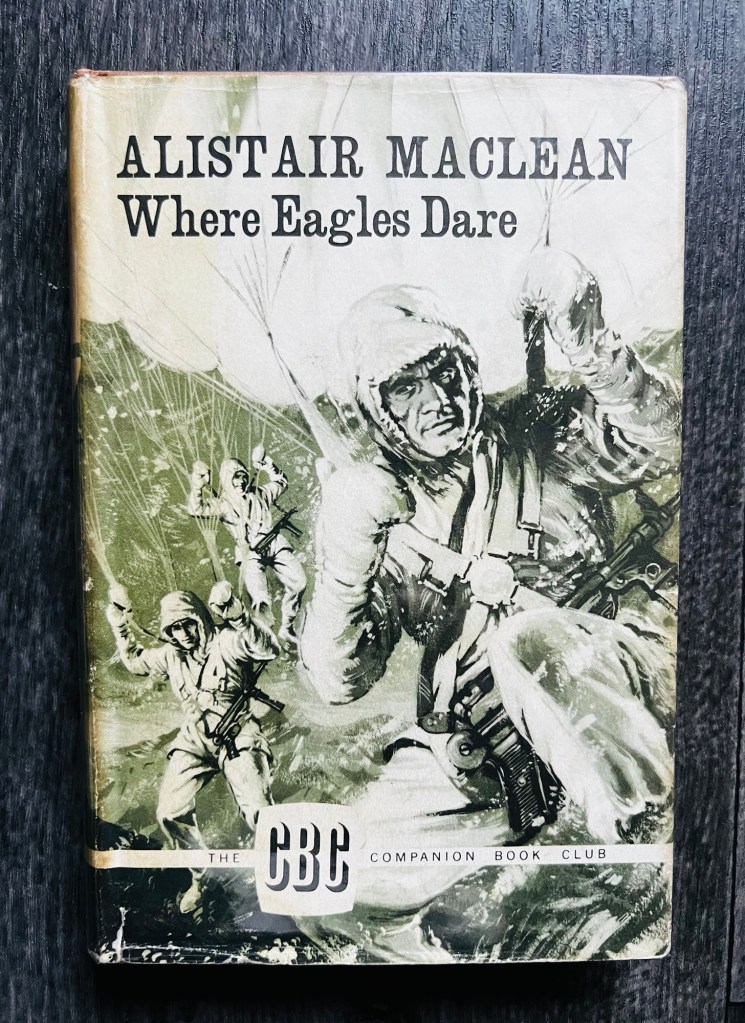 ALISTAIR MACLEAN
Where Eagles Dare
THE CBC COMPANION BOOK CLUB